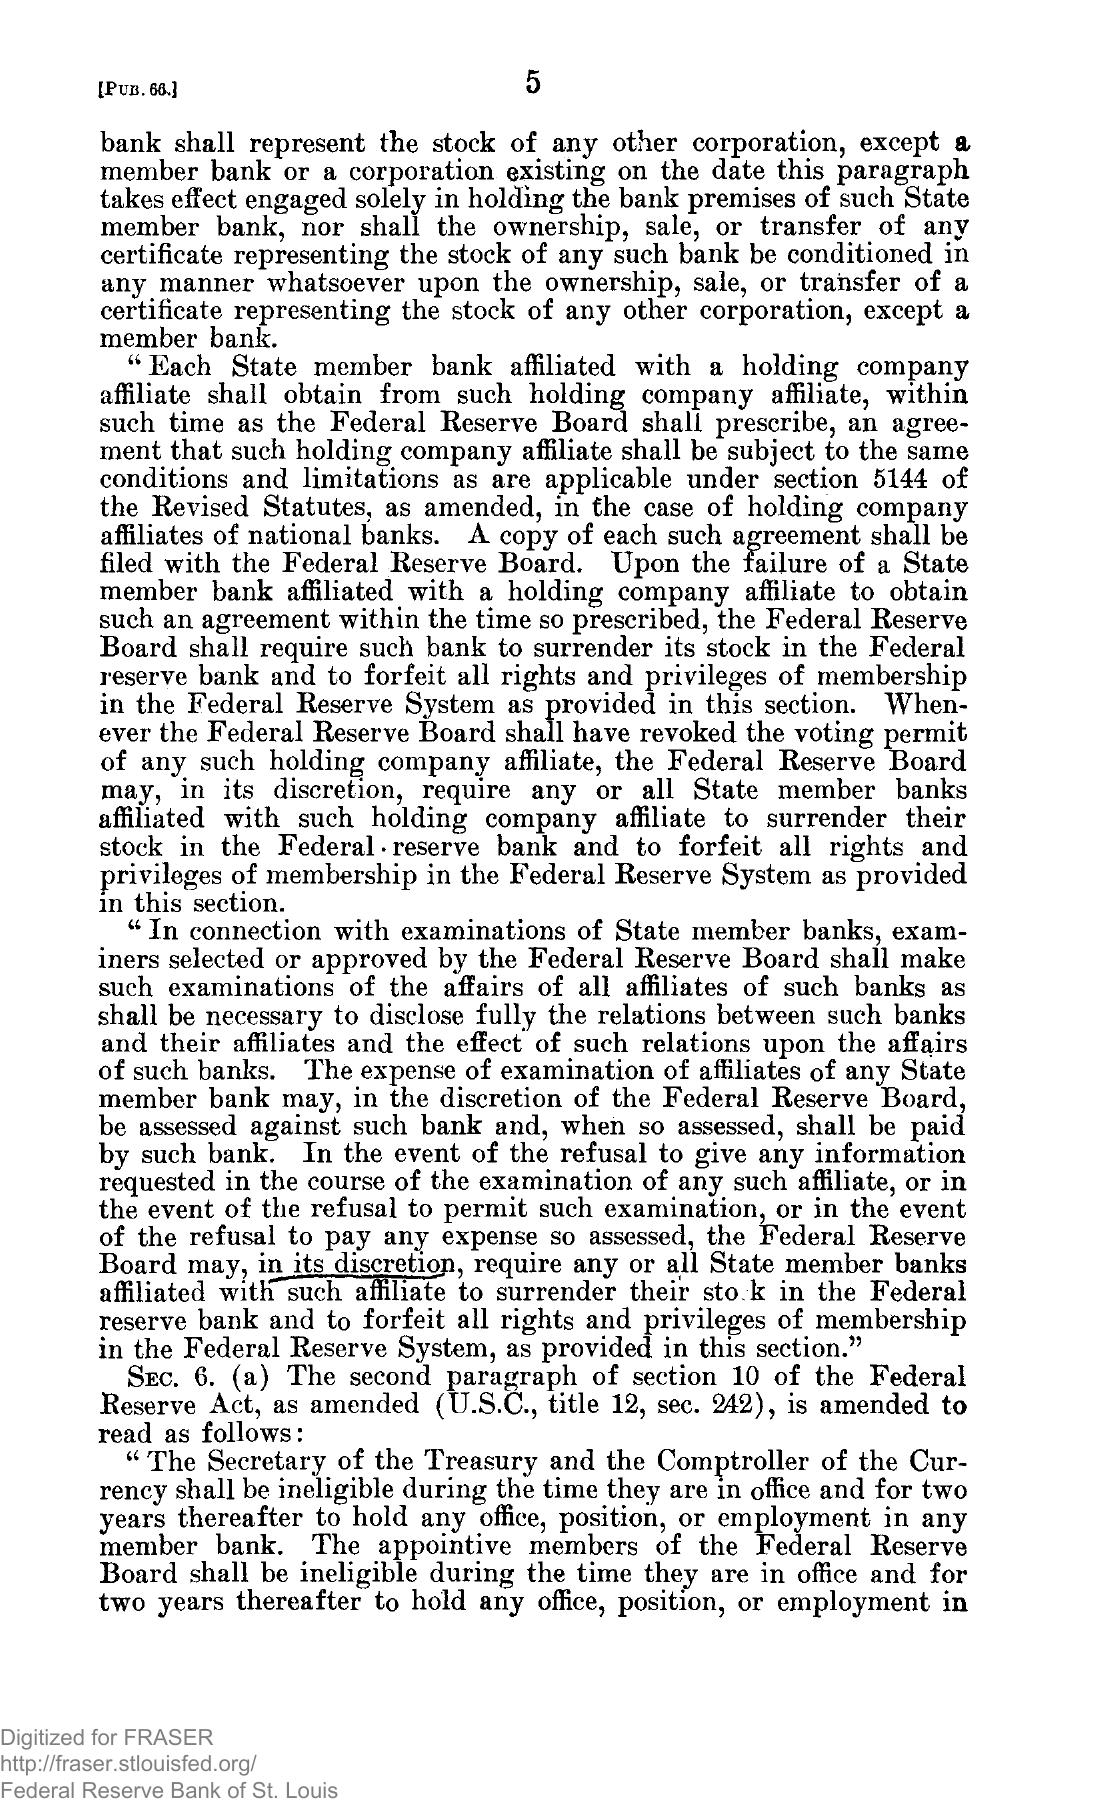 [PUB. 66.]
5
bank shall represent the stock of any other corporation, except a
member bank or a corporation existing on the date this paragraph
takes effect engaged solely in holding the bank premises of such State
member bank, nor shall the ownership, sale, or transfer of any
certificate representing the stock of any such bank be conditioned in
any manner whatsoever upon the ownership, sale, or transfer of a
certificate representing the stock of any other corporation, except a
member bank.
“ Each State member bank affiliated with a holding company
affiliate shall obtain from such holding company affiliate, within
such time as the Federal Reserve Board shall prescribe, an agree-
ment that such holding company affiliate shall be subject to the same
conditions and limitations as are applicable under section 5144 of
the Revised Statutes, as amended, in the case of holding company
affiliates of national banks. A copy of each such agreement shall be
filed with the Federal Reserve Board. Upon the failure of a State
member bank affiliated with a holding company affiliate to obtain
such an agreement within the time so prescribed, the Federal Reserve
Board shall require such bank to surrender its stock in the Federal
reserve bank and to forfeit all rights and privileges of membership
in the Federal Reserve System as provided in this section. When-
ever the Federal Reserve Board shall have revoked the voting permit
of any such holding company affiliate, the Federal Reserve Board
may, in its discretion, require any or all State member banks
affiliated with such holding company affiliate to surrender their
stock in the Federal reserve bank and to forfeit all rights and
privileges of membership in the Federal Reserve System as provided
in this section.
“ In connection with examinations of State member banks, exam-
iners selected or approved by the Federal Reserve Board shall make
such examinations of the affairs of all affiliates of such banks as
shall be necessary to disclose fully the relations between such banks
and their affiliates and the effect of such relations upon the affairs
of such banks. The expense of examination of affiliates of any State
member bank may, in the discretion of the Federal Reserve Board,
be assessed against such bank and, when so assessed, shall be paid
by such bank. In the event of the refusal to give any information
requested in the course of the examination of any such affiliate, or in
the event of the refusal to permit such examination, or in the event
of the refusal to pay any expense so assessed, the Federal Reserve
Board may, in its discretion, require any or all State member banks
affiliated with such affiliate to surrender their stock in the Federal
reserve bank and to forfeit all rights and privileges of membership
in the Federal Reserve System, as provided in this section.”
SEC. 6. (a) The second paragraph of section 10 of the Federal
Reserve Act, as amended (U.S.C., title 12, sec. 242), is amended to
read as follows:
“ The Secretary of the Treasury and the Comptroller of the Cur-
rency shall be ineligible during the time they are in office and for two
years thereafter to hold any office, position, or employment in any
member bank. The appointive members of the Federal Reserve
Board shall be ineligible during the time they are in office and for
two years thereafter to hold any office, position, or employment in
Digitized for FRASER
http://fraser.stlouisfed.org/
Federal Reserve Bank of St. Louis